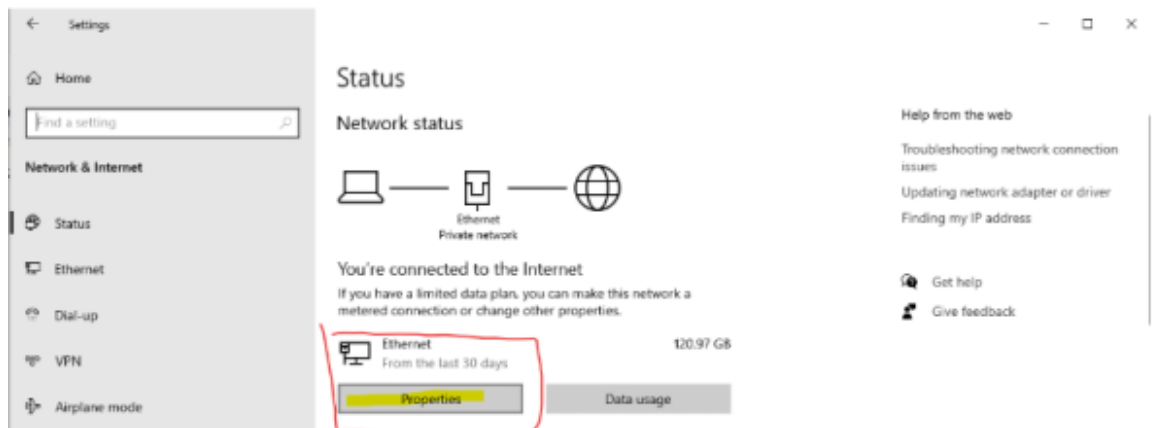 Settings
Home
Find a setting
Network & Internet
Status
Ethernet
Dial-up
VPN
Airplane mode
Status
Network status
Ethernet
Private network
You're connected to the Internet
If you have a limited data plan, you can make this network a
metered connection or change other properties.
Ethernet
From the last 30 days
120.97 GB
Properties
Data usage
Help from the web
Troubleshooting network connection
issues
Updating network adapter or driver
Finding my IP address
Get help
Give feedback